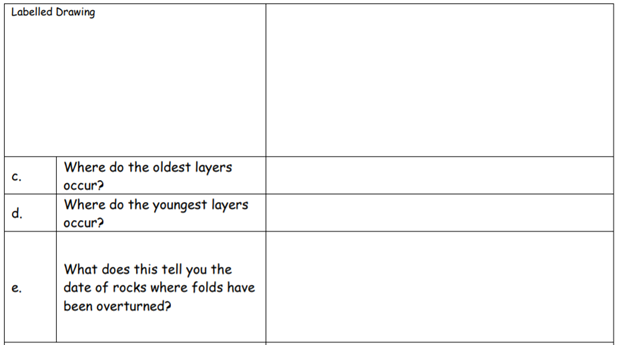 Labelled Drawing
c.
Where do the oldest layers
occur?
d.
Where do the youngest layers
occur?
e.
What does this tell you the
date of rocks where folds have
been overturned?